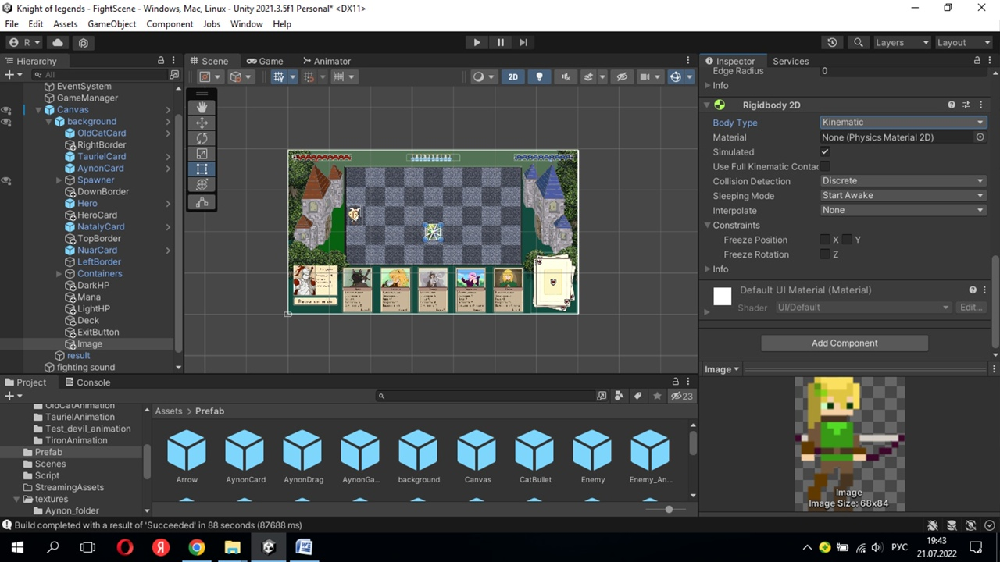 Knight of legends - FightScene - Windows, Mac, Linux - Unity 2021.3.5f1 Personal* <DX11>
File Edit Assets GameObject Component Jobs Window Help
R Layers Layout
Hierarchy Scene Game Animator Inspector Services
All 2D
Edge Radius 0
Info
Rigidbody 2D
Body Type Kinematic
Material None (Physics Material 2D)
Simulated
Use Full Kinematic Contac
Collision Detection Discrete
Sleeping Mode Start Awake
Interpolate None
Constraints
Freeze Position X Y
Freeze Rotation Z
Info
Default UI Material (Material)
Shader UI/Default Edit...
Add Component
Image
Image
Image Size: 68x84
EventSystem
GameManager
Canvas
background
OldCatCard
RightBorder
TaurielCard
AynonCard
Spawner
DownBorder
Hero
HeroCard
NatalyCard
TopBorder
NuarCard
LeftBorder
Containers
DarkHP
Mana
LightHP
Deck
ExitButton
Image
result
fighting sound
Project Console
23
OldCatAnimation
TaurielAnimation
Test_devil_animation
TironAnimation
Prefab
Scenes
Script
StreamingAssets
textures
Aynon_folder
Assets > Prefab
Arrow AynonCard AynonDrag AynonGa... background Canvas CatBullet Enemy Enemy_An...
Build completed with a result of 'Succeeded' in 88 seconds (87688 ms)
РУС
19:43
21.07.2022